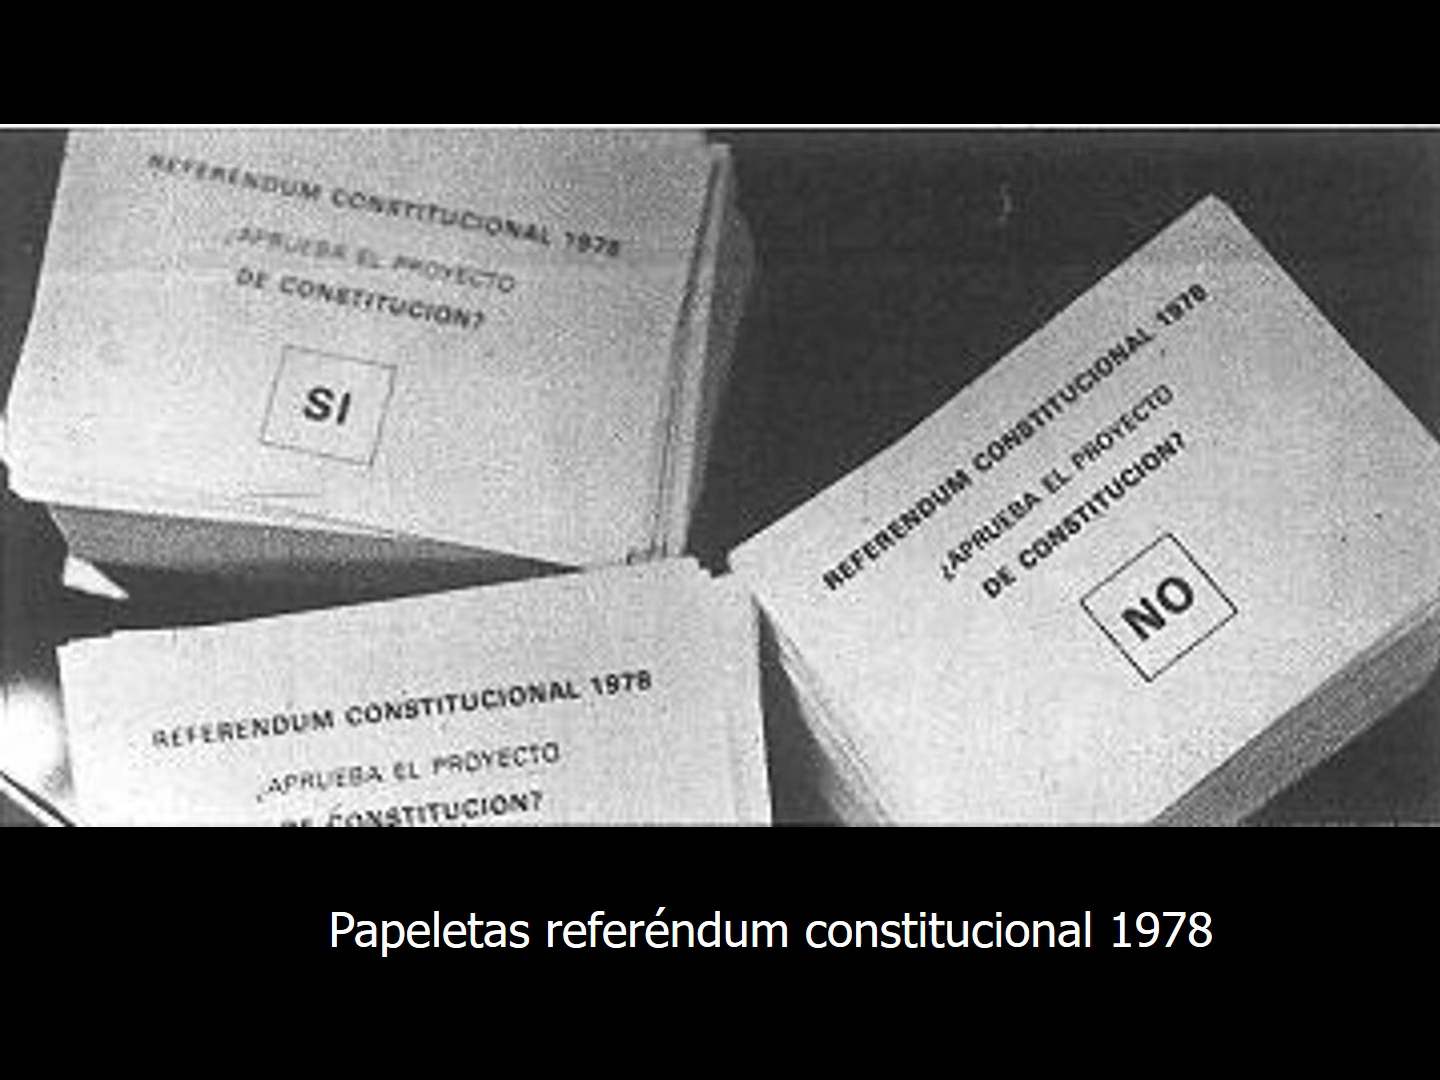 REFERENDUM CONSTITUCIONAL 1978
¿APRUEBA EL PROYECTO
DE CONSTITUCION?
SI
REFERENDUM CONSTITUCIONAL 1978
¿APRUEBA EL PROYECTO
DE CONSTITUCION?
NO
REFERENDUM CONSTITUCIONAL 1978
¿APRUEBA EL PROYECTO
DE CONSTITUCION?
Papeletas referéndum constitucional 1978